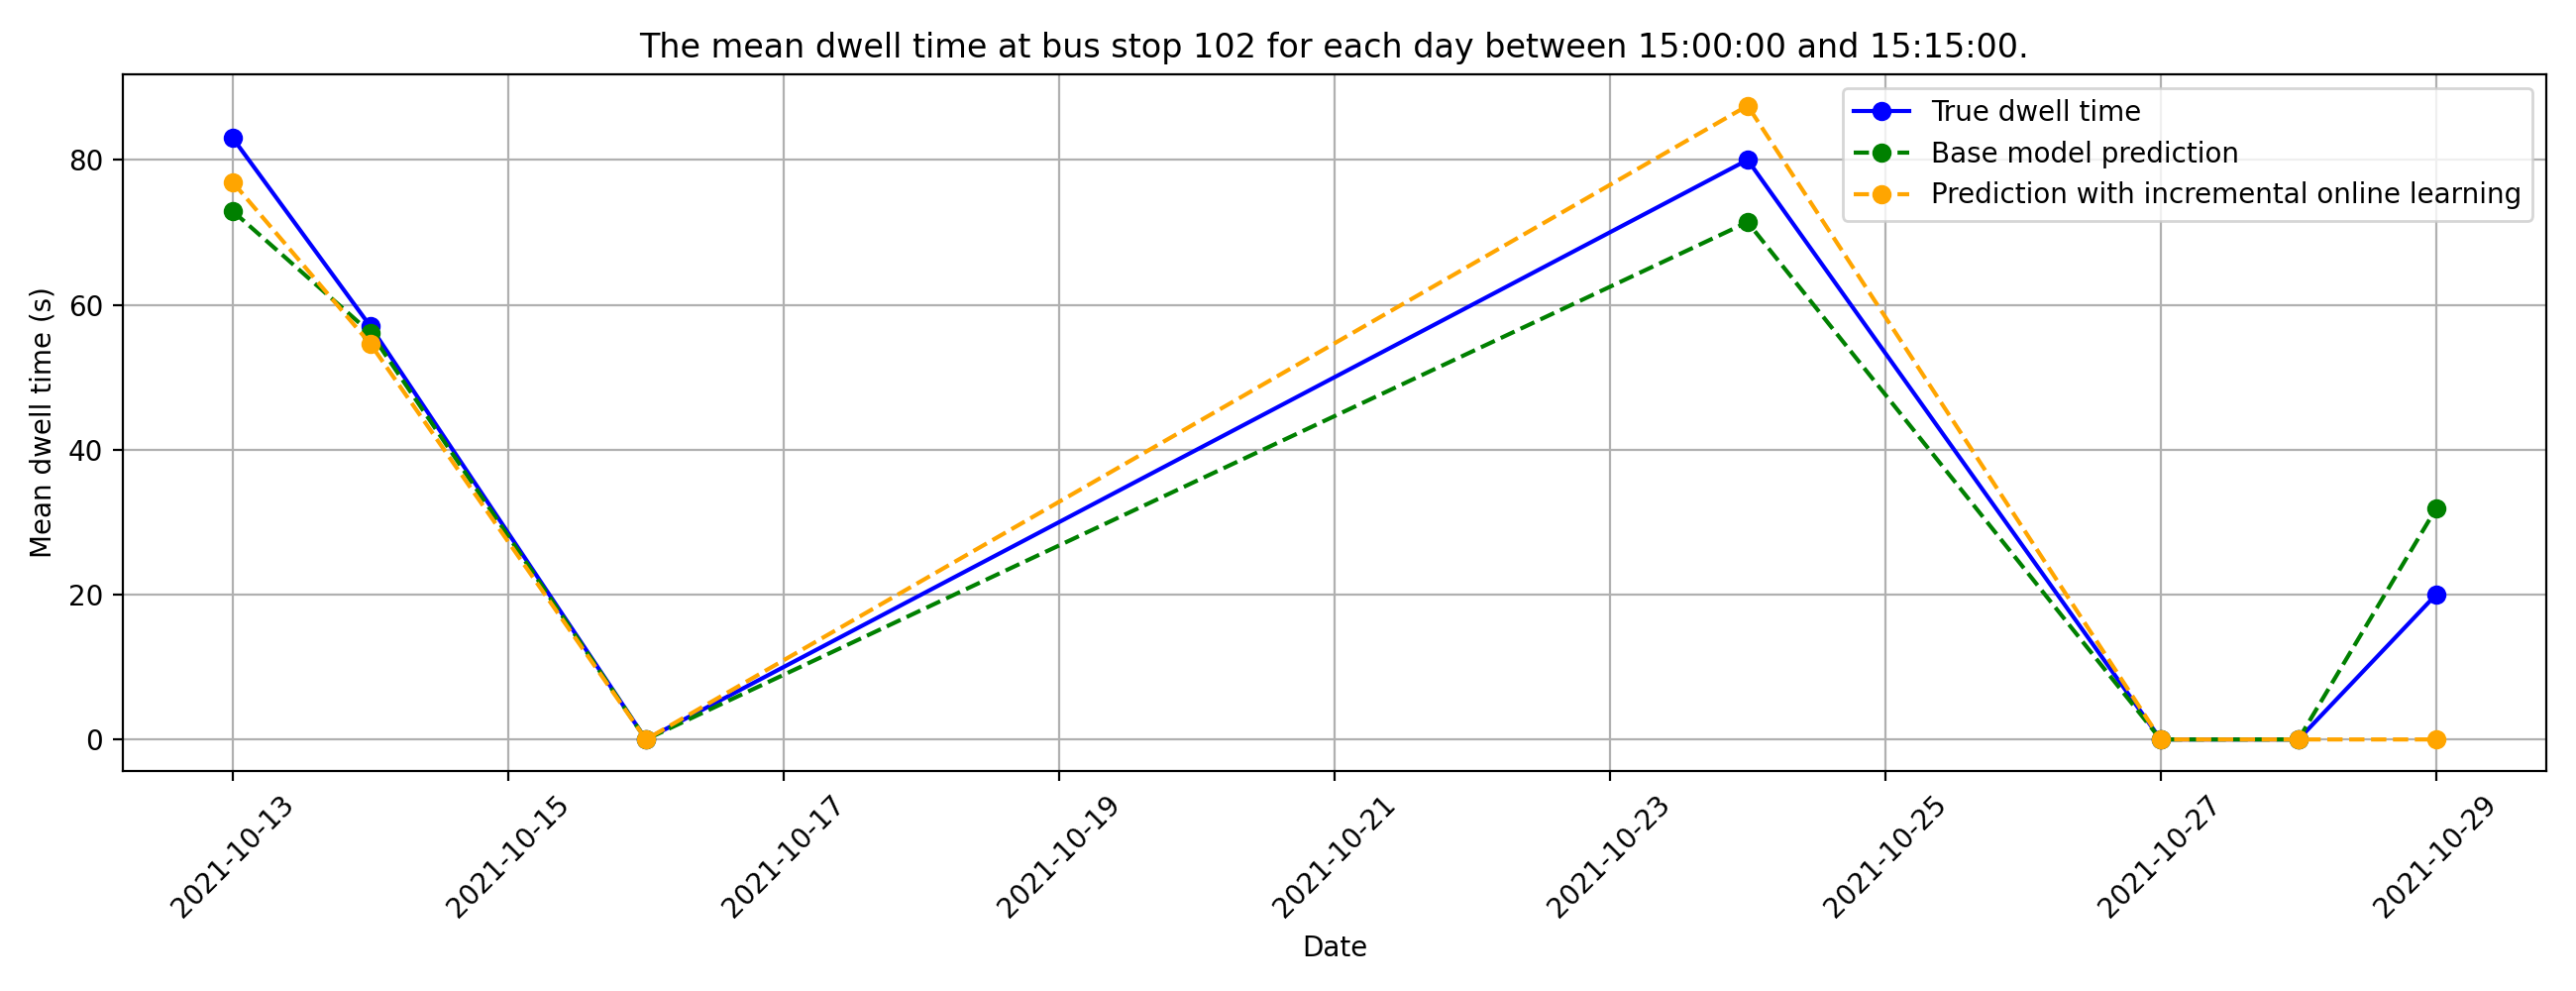 The mean dwell time at bus stop 102 for each day between 15:00:00 and 15:15:00.
True dwell time
Base model prediction
Prediction with incremental online learning
Mean dwell time (s)
80
60
40
20
0
2021-10-13
2021-10-15
2021-10-17
2021-10-19
2021-10-21
2021-10-23
2021-10-25
2021-10-27
2021-10-29
Date